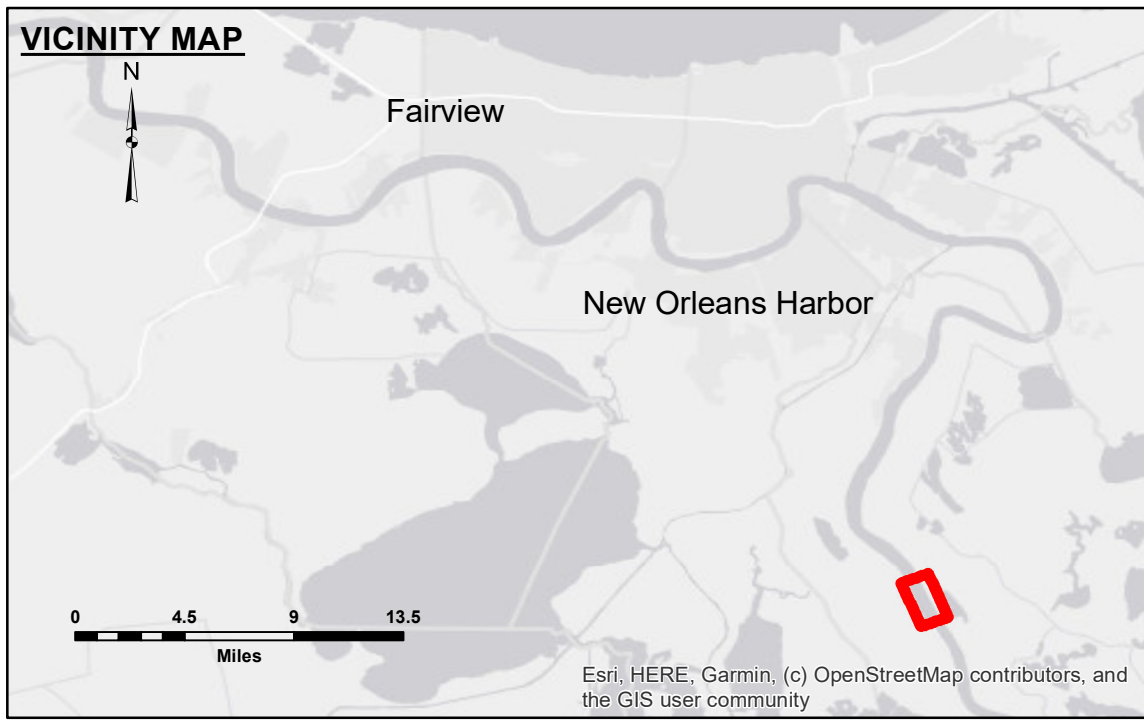 VICINITY MAP
N
Fairview
New Orleans Harbor
0 4.5 9 13.5
Miles
Esri, HERE, Garmin, (c) OpenStreetMap contributors, and
the GIS user community